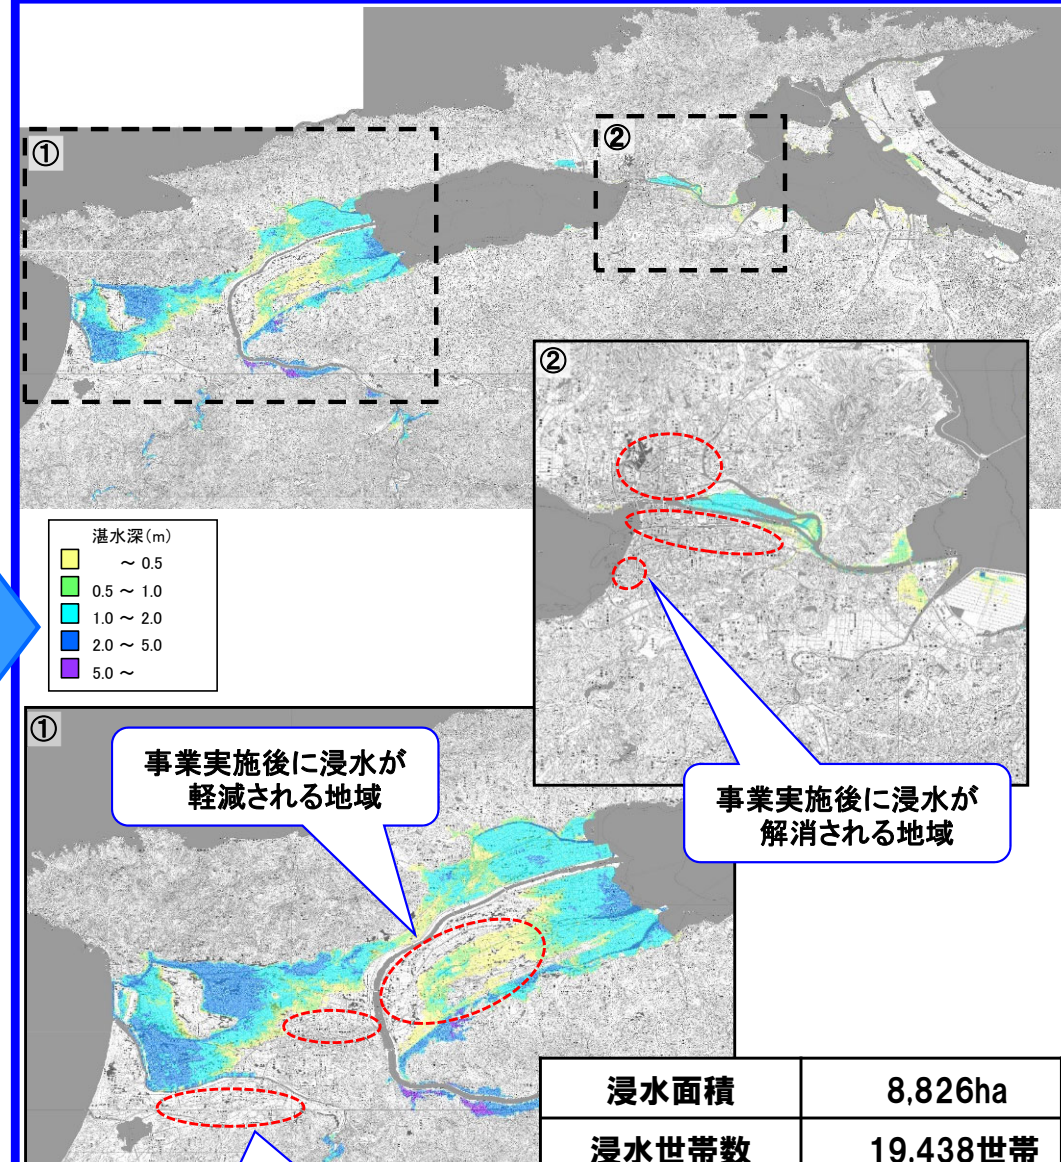 ①
②
②
湛水深(m)
～ 0.5
0.5 ～ 1.0
1.0 ～ 2.0
2.0 ～ 5.0
5.0 ～
①
事業実施後に浸水が
軽減される地域
事業実施後に浸水が
解消される地域
浸水面積 8,826ha
浸水世帯数 19,438世帯